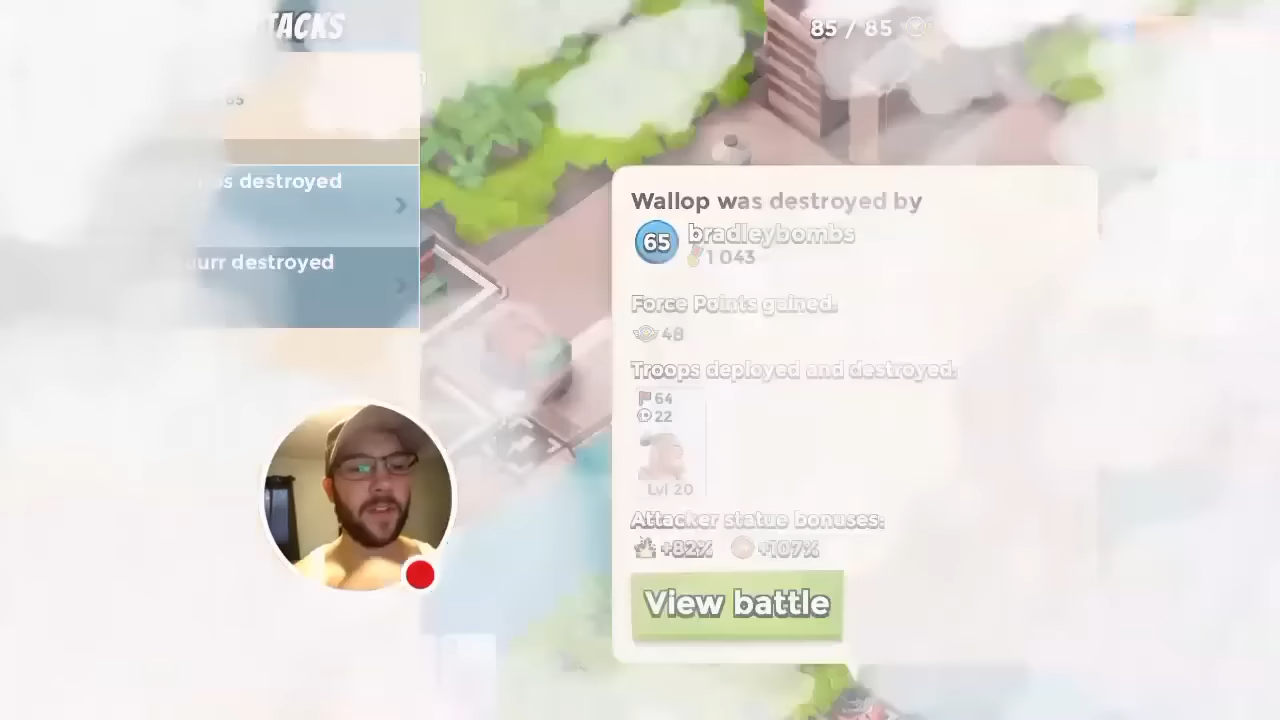 TACKS
85 / 85
85
s destroyed
urr destroyed
Wallop was destroyed by
65
bradleybombs
1 043
Force Points gained:
48
Troops deployed and destroyed:
64
22
Lvl 20
Attacker statue bonuses:
+82% +107%
View battle